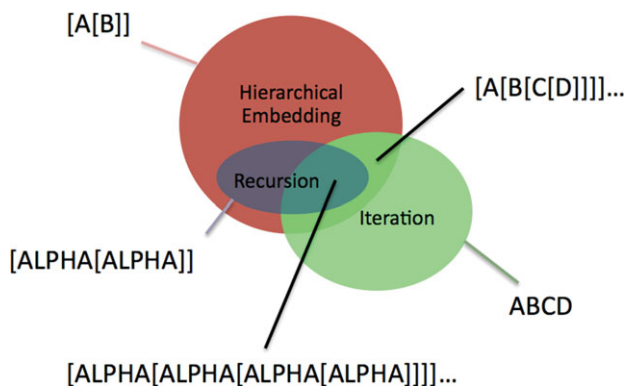 [A[B]]
Hierarchical
Embedding
[A[B[C[D]]]]...
Recursion
Iteration
[ALPHA[ALPHA]]
ABCD
[ALPHA[ALPHA[ALPHA[ALPHA]]]]...